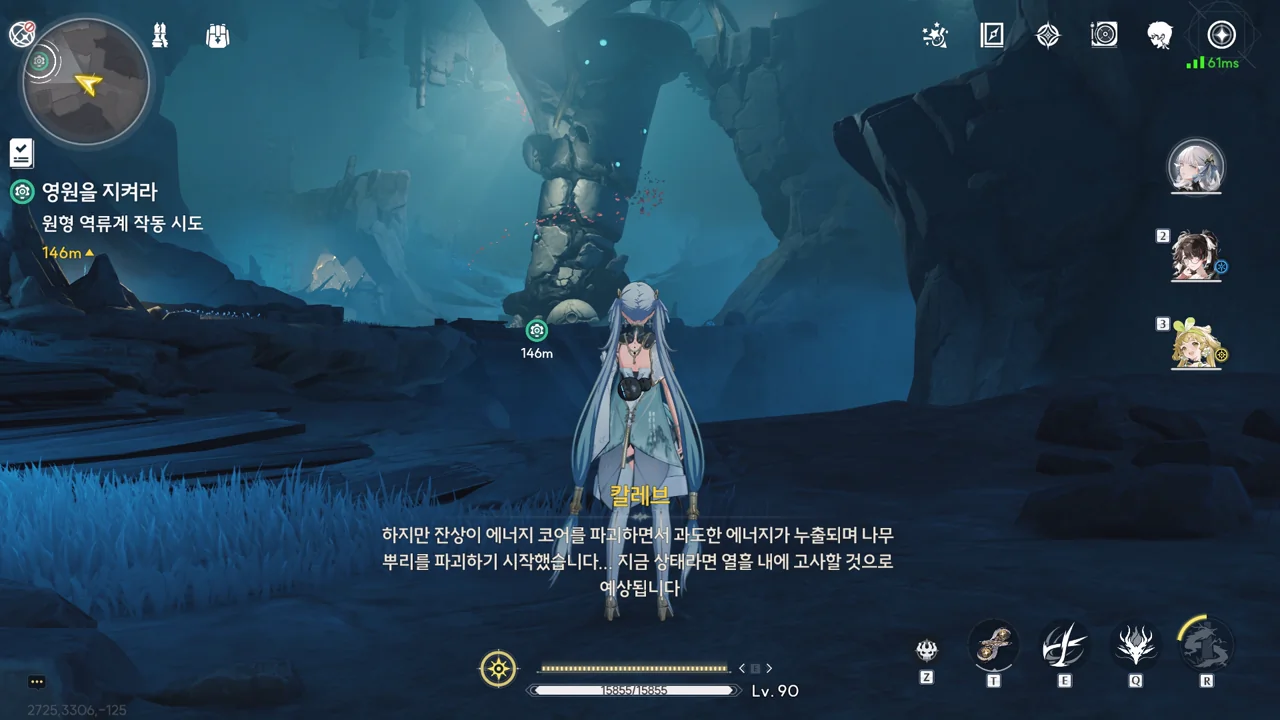 61ms
영원을 지켜라
원형 역류계 작동 시도
146m
2
3
146m
칼레브
하지만 잔상이 에너지 코어를 파괴하면서 과도한 에너지가 누출되며 나무
뿌리를 파괴하기 시작했습니다... 지금 상태라면 열흘 내에 고사할 것으로
예상됩니다
15855/15855
Lv. 90
Z
T
E
Q
R
2725,3306,-125